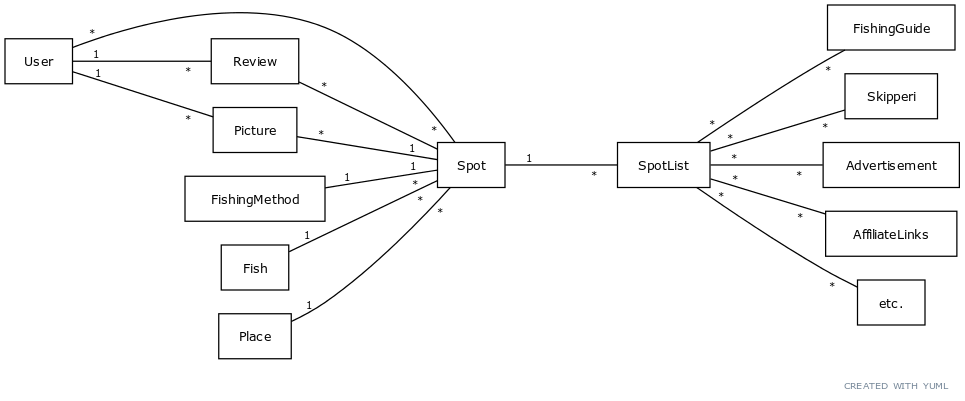 FishingGuide
*
User
1
*
Review
*
*
1
Skipperi
*
*
Picture
*
*
*
1
*
Spot
1
*
SpotList
*
*
Advertisement
1
*
FishingMethod
1
*
*
*
AffiliateLinks
*
*
1
Fish
*
etc.
1
Place
CREATED WITH YUML